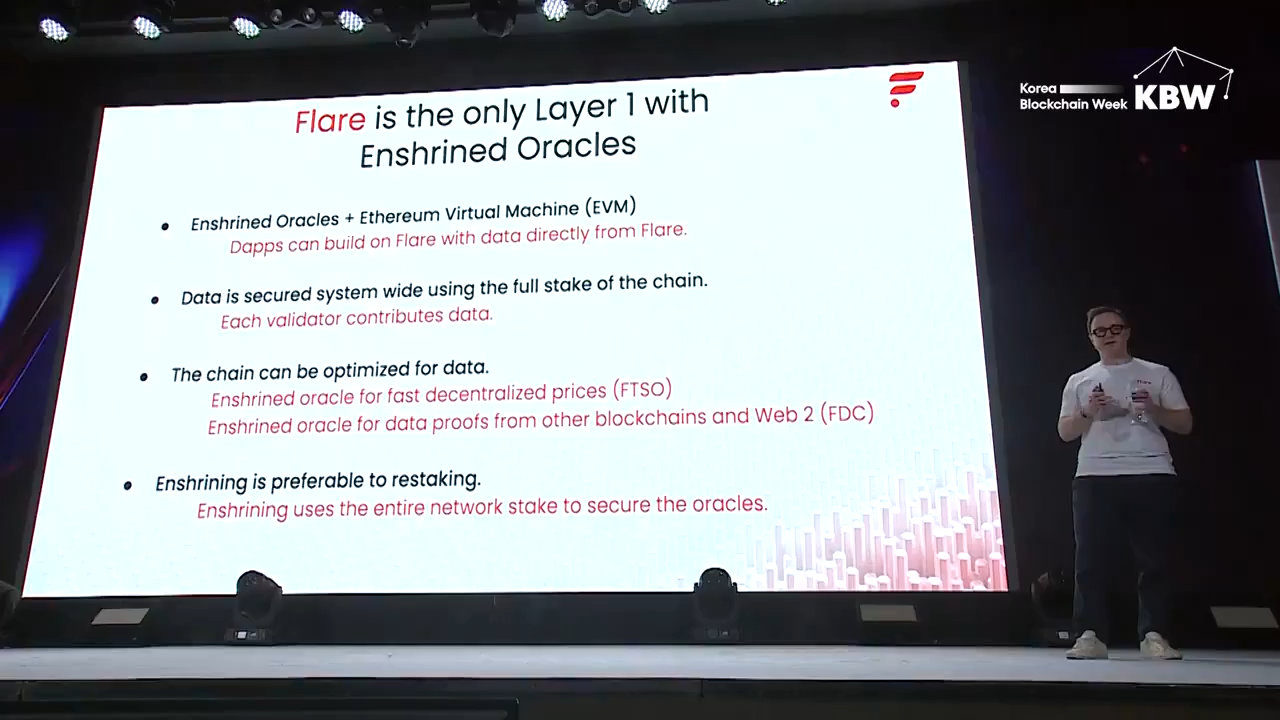 Flare is the only Layer 1 with
Enshrined Oracles
Enshrined Oracles + Ethereum Virtual Machine (EVM)
Dapps can build on Flare with data directly from Flare.
Data is secured system wide using the full stake of the chain.
Each validator contributes data.
The chain can be optimized for data.
Enshrined oracle for fast decentralized prices (FTSO)
Enshrined oracle for data proofs from other blockchains and Web 2 (FDC)
Enshrining is preferable to restaking.
Enshrining uses the entire network stake to secure the oracles.
Korea
Blockchain Week KBW
Flare